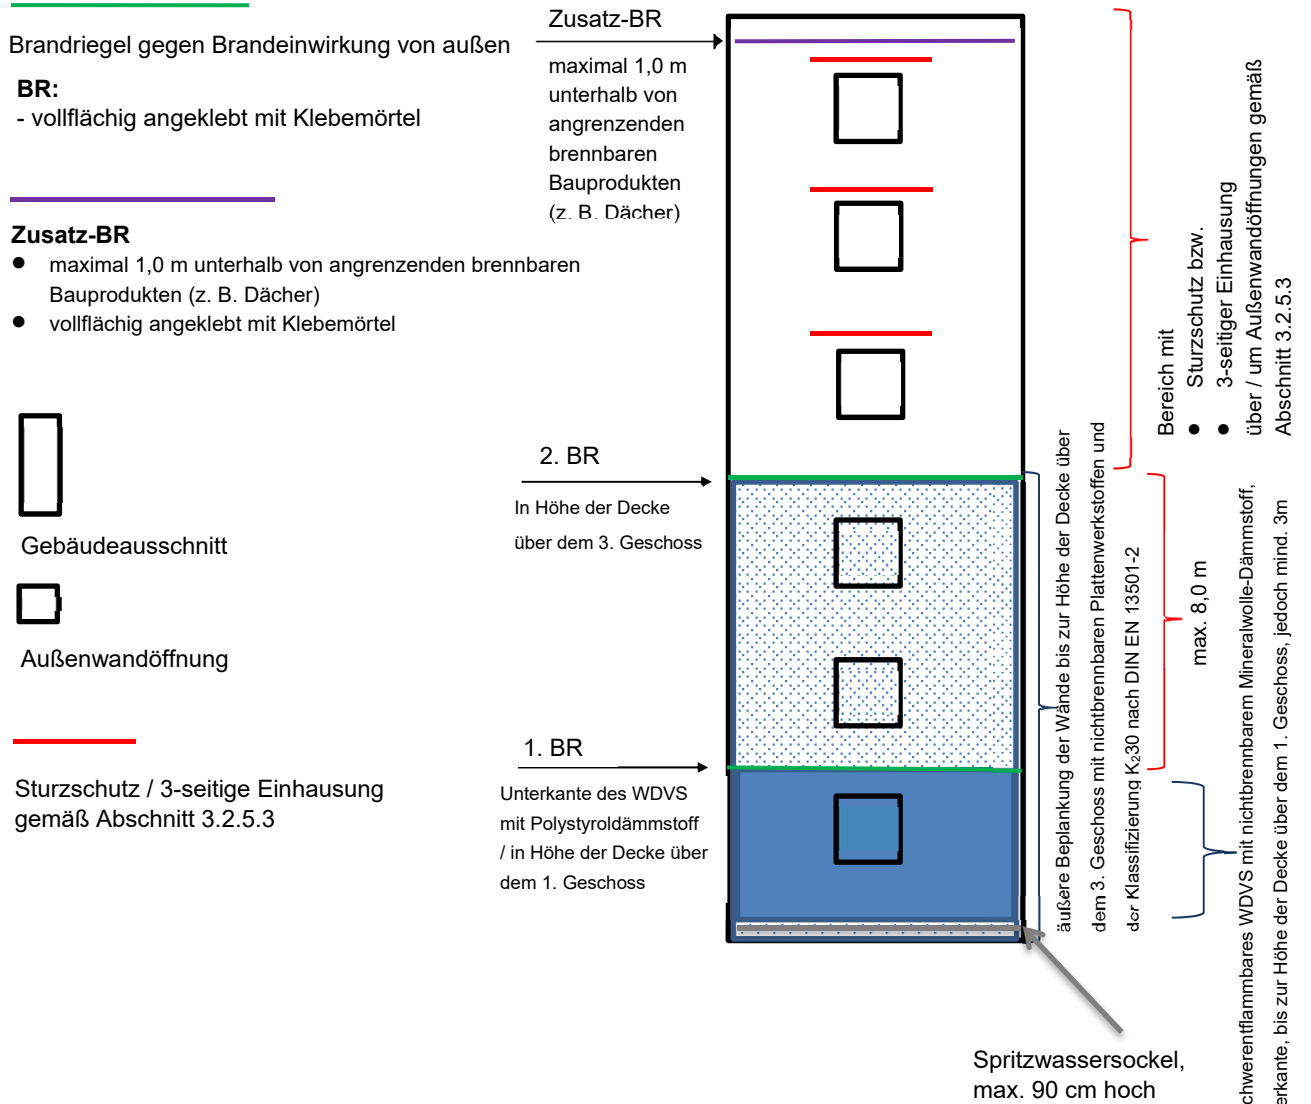 Brandriegel gegen Brandeinwirkung von außen
BR:
- vollflächig angeklebt mit Klebemörtel
Zusatz-BR
● maximal 1,0 m unterhalb von angrenzenden brennbaren
Bauprodukten (z. B. Dächer)
● vollflächig angeklebt mit Klebemörtel
Gebäudeausschnitt
Außenwandöffnung
Sturzschutz / 3-seitige Einhausung
gemäß Abschnitt 3.2.5.3
Zusatz-BR
maximal 1,0 m
unterhalb von
angrenzenden
brennbaren
Bauprodukten
(z. B. Dächer)
2. BR
In Höhe der Decke
über dem 3. Geschoss
1. BR
Unterkante des WDVS
mit Polystyroldämmstoff
/ in Höhe der Decke über
dem 1. Geschoss
äußere Beplankung der Wände bis zur Höhe der Decke über
dem 3. Geschoss mit nichtbrennbaren Plattenwerkstoffen und
der Klassifizierung K₂30 nach DIN EN 13501-2
Bereich mit
● Sturzschutz bzw.
● 3-seitiger Einhausung
über / um Außenwandöffnungen gemäß
Abschnitt 3.2.5.3
max. 8,0 m
chwerentflammbares WDVS mit nichtbrennbarem Mineralwolle-Dämmstoff,
erkante, bis zur Höhe der Decke über dem 1. Geschoss, jedoch mind. 3m
Spritzwassersockel,
max. 90 cm hoch